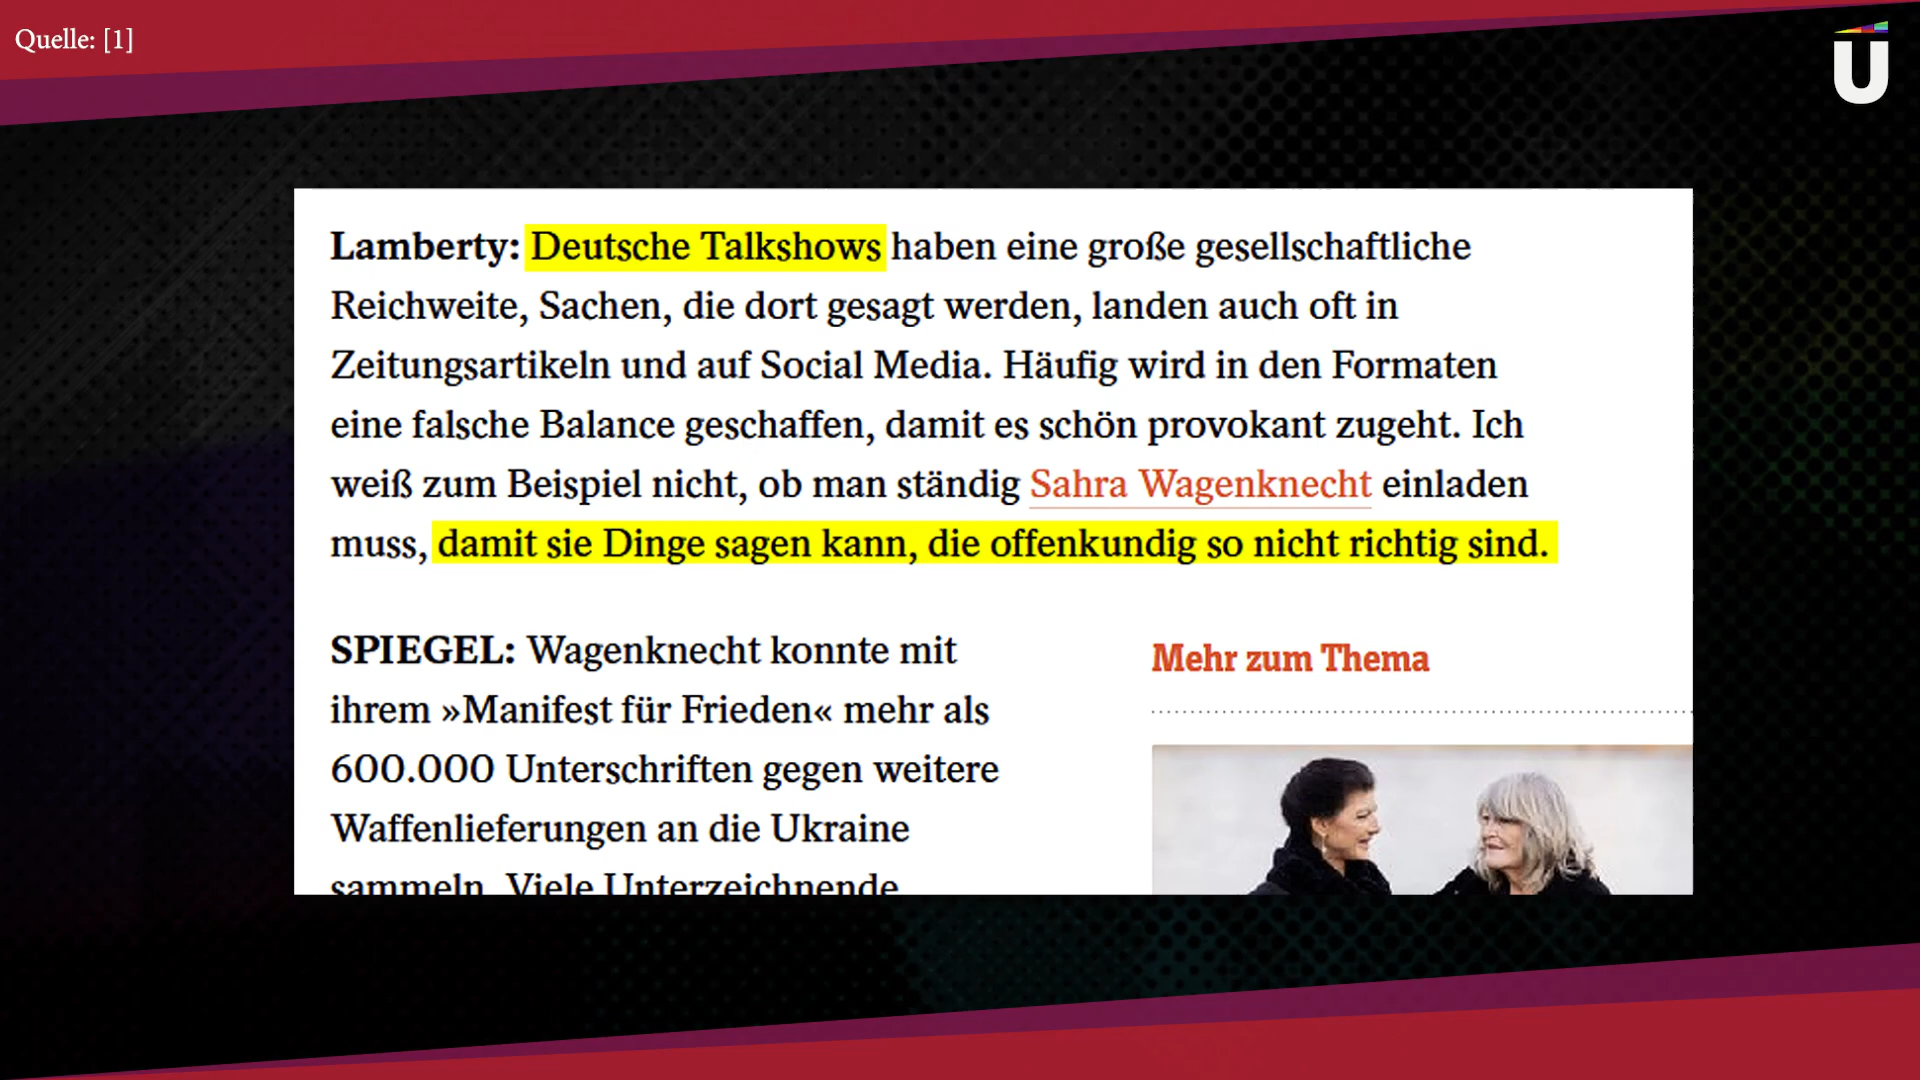 Quelle: [1]
Ü
Lamberty: Deutsche Talkshows haben eine große gesellschaftliche
Reichweite, Sachen, die dort gesagt werden, landen auch oft in
Zeitungsartikeln und auf Social Media. Häufig wird in den Formaten
eine falsche Balance geschaffen, damit es schön provokant zugeht. Ich
weiß zum Beispiel nicht, ob man ständig Sahra Wagenknecht einladen
muss, damit sie Dinge sagen kann, die offenkundig so nicht richtig sind.
SPIEGEL: Wagenknecht konnte mit
ihrem »Manifest für Frieden« mehr als
600.000 Unterschriften gegen weitere
Waffenlieferungen an die Ukraine
sammeln. Viele Unterzeichnende
Mehr zum Thema